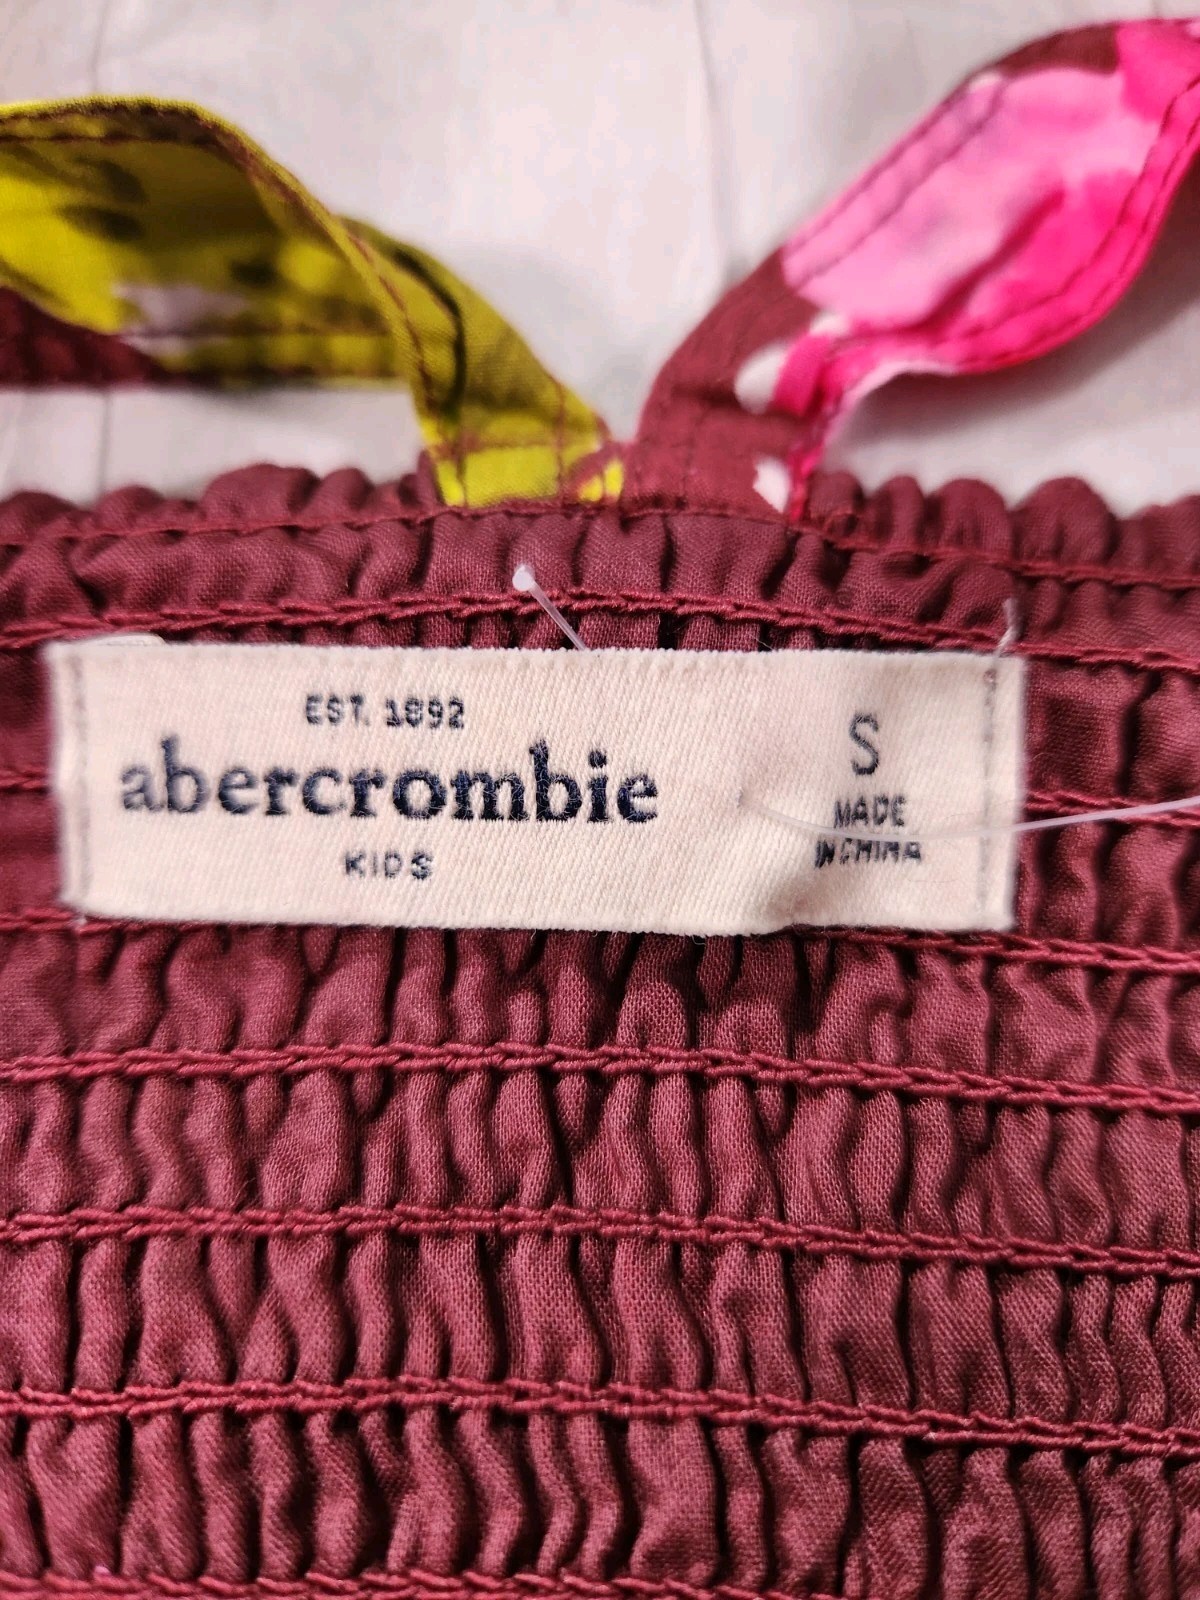 EST. 1892
abercrombie
KIDS
S
MADE
IN CHINA